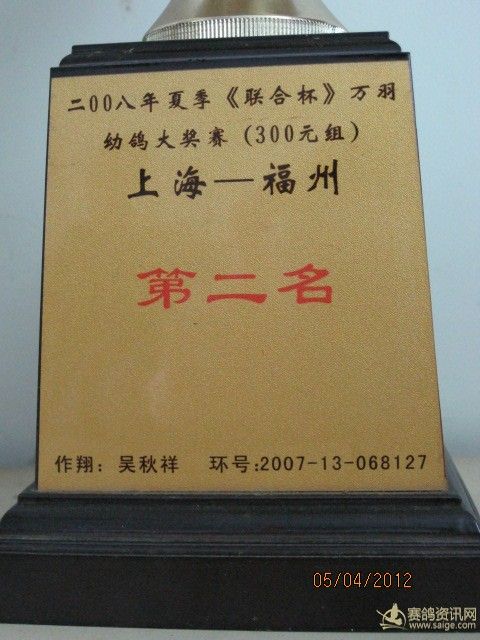 二00八年夏季《联合杯》万羽
幼鸽大奖赛(300元组)
上海—福州
第二名
作翔:吴秋祥 环号:2007-13-068127
05/04/2012
赛鸽资讯网
www.saige.com